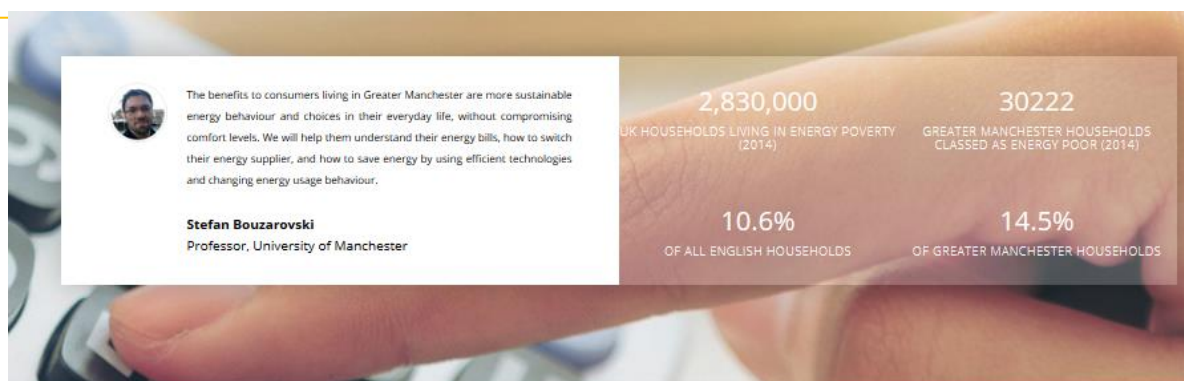 The benefits to consumers living in Greater Manchester are more sustainable
energy behaviour and choices in their everyday life, without compromising
comfort levels. We will help them understand their energy bills, how to switch
their energy supplier, and how to save energy by using efficient technologies
and changing energy usage behaviour.
Stefan Bouzarovski
Professor, University of Manchester
2,830,000
UK HOUSEHOLDS LIVING IN ENERGY POVERTY
(2014)
30222
GREATER MANCHESTER HOUSEHOLDS
CLASSED AS ENERGY POOR (2014)
10.6%
OF ALL ENGLISH HOUSEHOLDS
14.5%
OF GREATER MANCHESTER HOUSEHOLDS